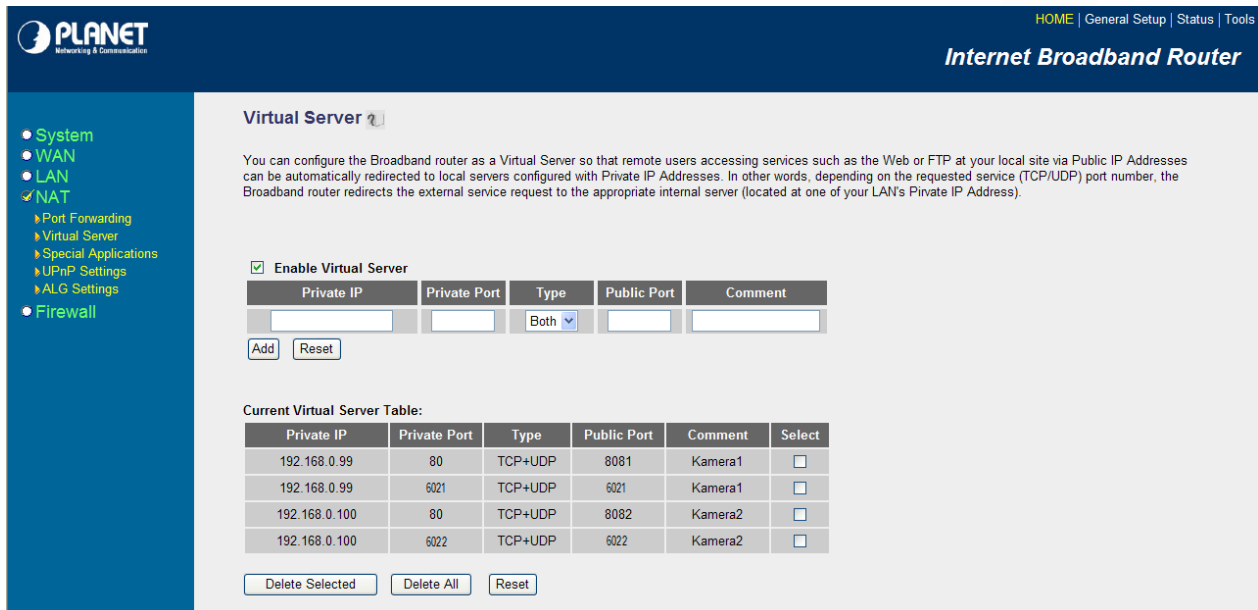 PLANET
Networking & Communication
HOME | General Setup | Status | Tools
Internet Broadband Router
System
WAN
LAN
NAT
Port Forwarding
Virtual Server
Special Applications
UPnP Settings
ALG Settings
Firewall
Virtual Server
You can configure the Broadband router as a Virtual Server so that remote users accessing services such as the Web or FTP at your local site via Public IP Addresses
can be automatically redirected to local servers configured with Private IP Addresses. In other words, depending on the requested service (TCP/UDP) port number, the
Broadband router redirects the external service request to the appropriate internal server (located at one of your LAN's Pirvate IP Address).
Enable Virtual Server
Private IP Private Port Type Public Port Comment
Both
Add Reset
Current Virtual Server Table:
Private IP Private Port Type Public Port Comment Select
192.168.0.99 80 TCP+UDP 8081 Kamera1
192.168.0.99 6021 TCP+UDP 6021 Kamera1
192.168.0.100 80 TCP+UDP 8082 Kamera2
192.168.0.100 6022 TCP+UDP 6022 Kamera2
Delete Selected Delete All Reset